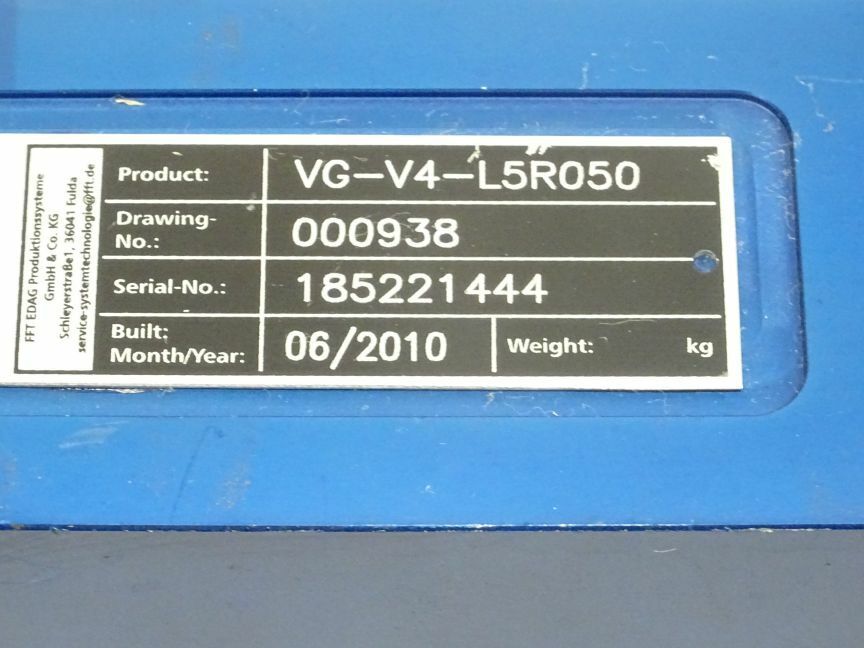 FFT EDAG Produktionssysteme
GmbH & Co. KG
Schleyerstraße1, 36041 Fulda
service-systemtechnologie@fft.de
Product: VG-V4-L5R050
Drawing-
No.: 000938
Serial-No.: 185221444
Built:
Month/Year: 06/2010 Weight: kg